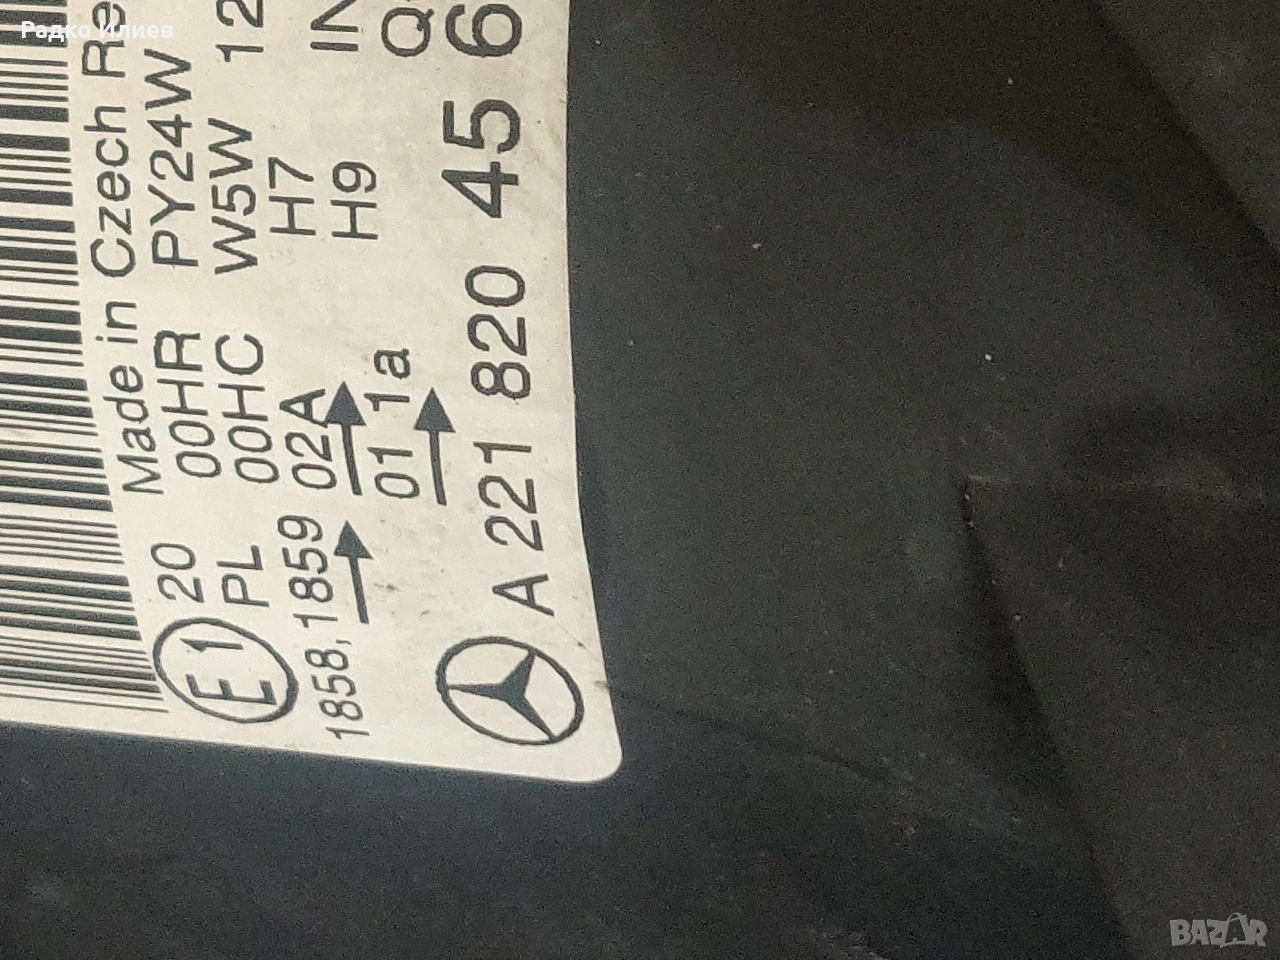 Радко Илиев
Made in Czech Re
20 00HR PY24W 12
PL 00HC W5W
1858,1859 02A H7 IN
01 1a H9 Q
A 221 820 45 6
E1
BAZAR